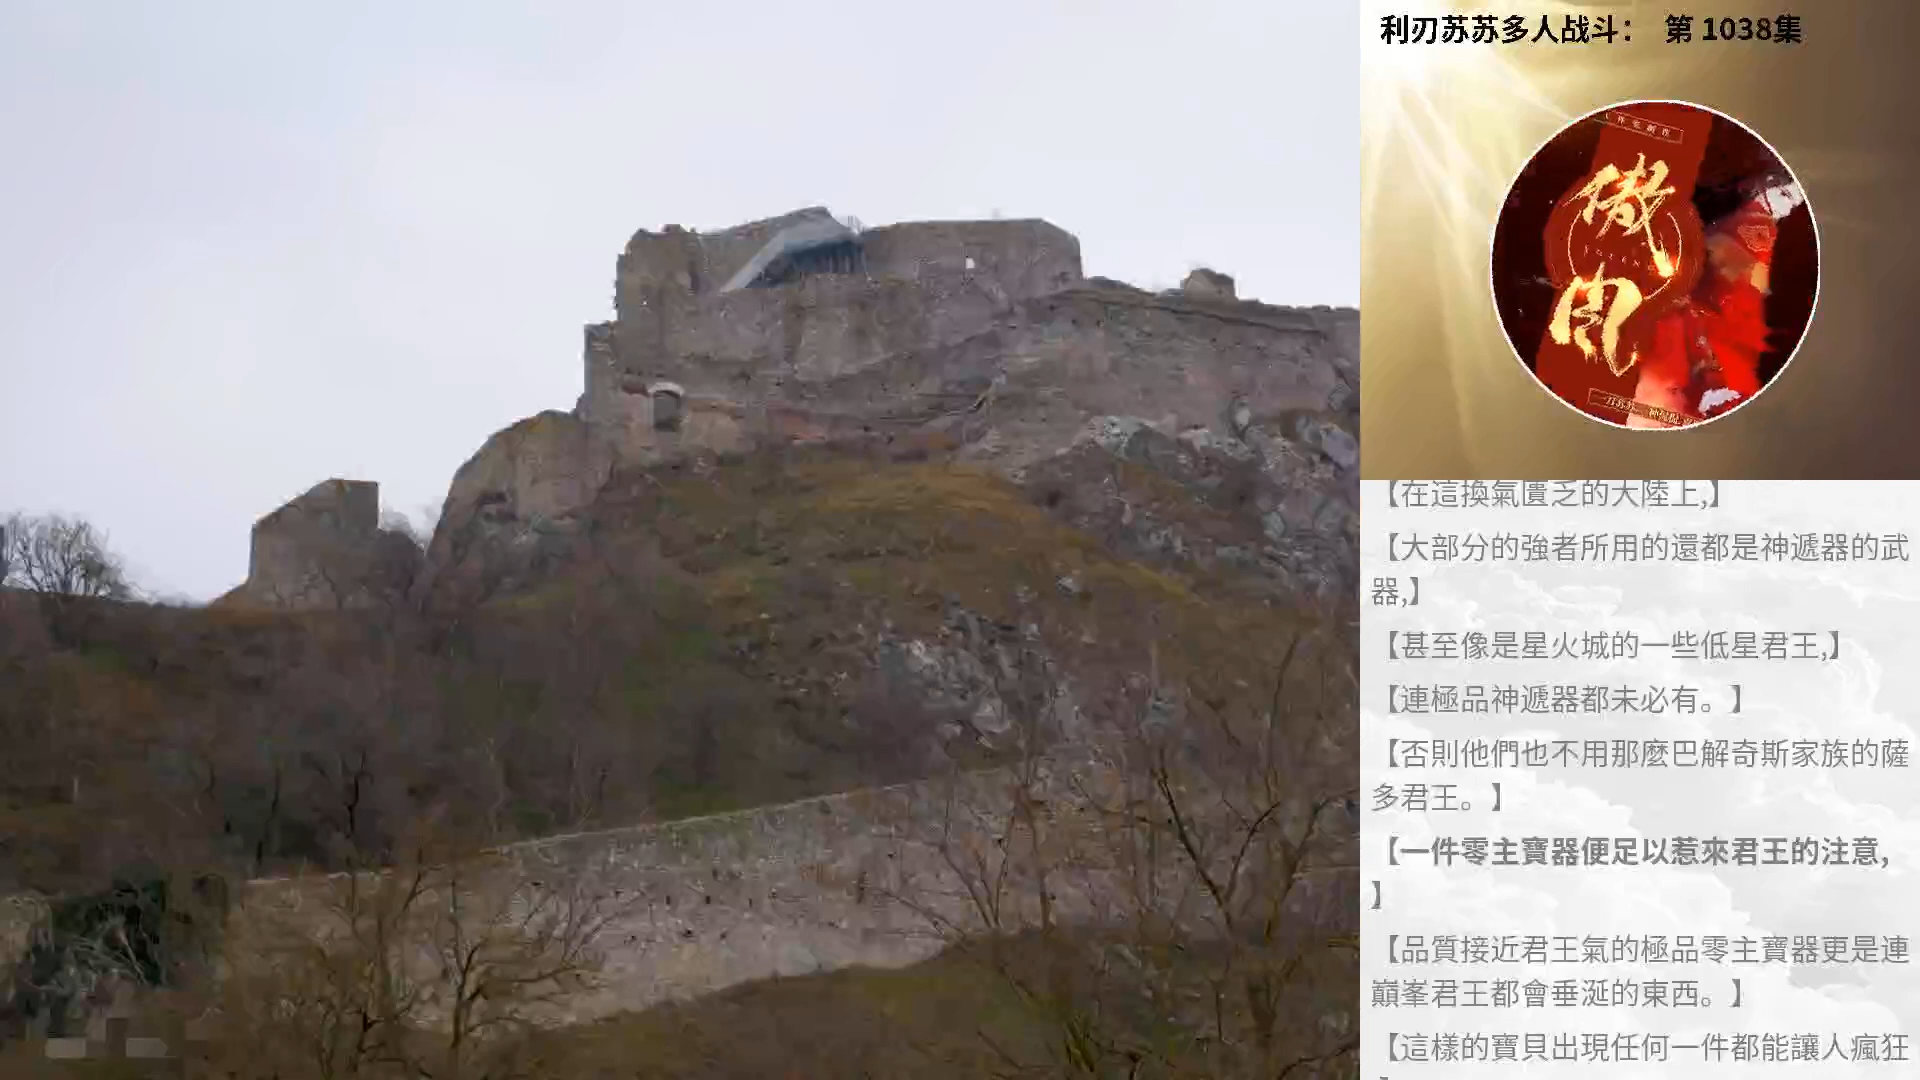 利刃苏苏多人战斗： 第 1038集
【在這換氣匱乏的大陸上,】
【大部分的強者所用的還都是神遞器的武
器,】
【甚至像是星火城的一些低星君王,】
【連極品神遞器都未必有。】
【否則他們也不用那麼巴解奇斯家族的薩
多君王。】
【一件零主寶器便足以惹來君王的注意,
】
【品質接近君王氣的極品零主寶器更是連
巔峯君王都會垂涎的東西。】
【這樣的寶貝出現任何一件都能讓人瘋狂